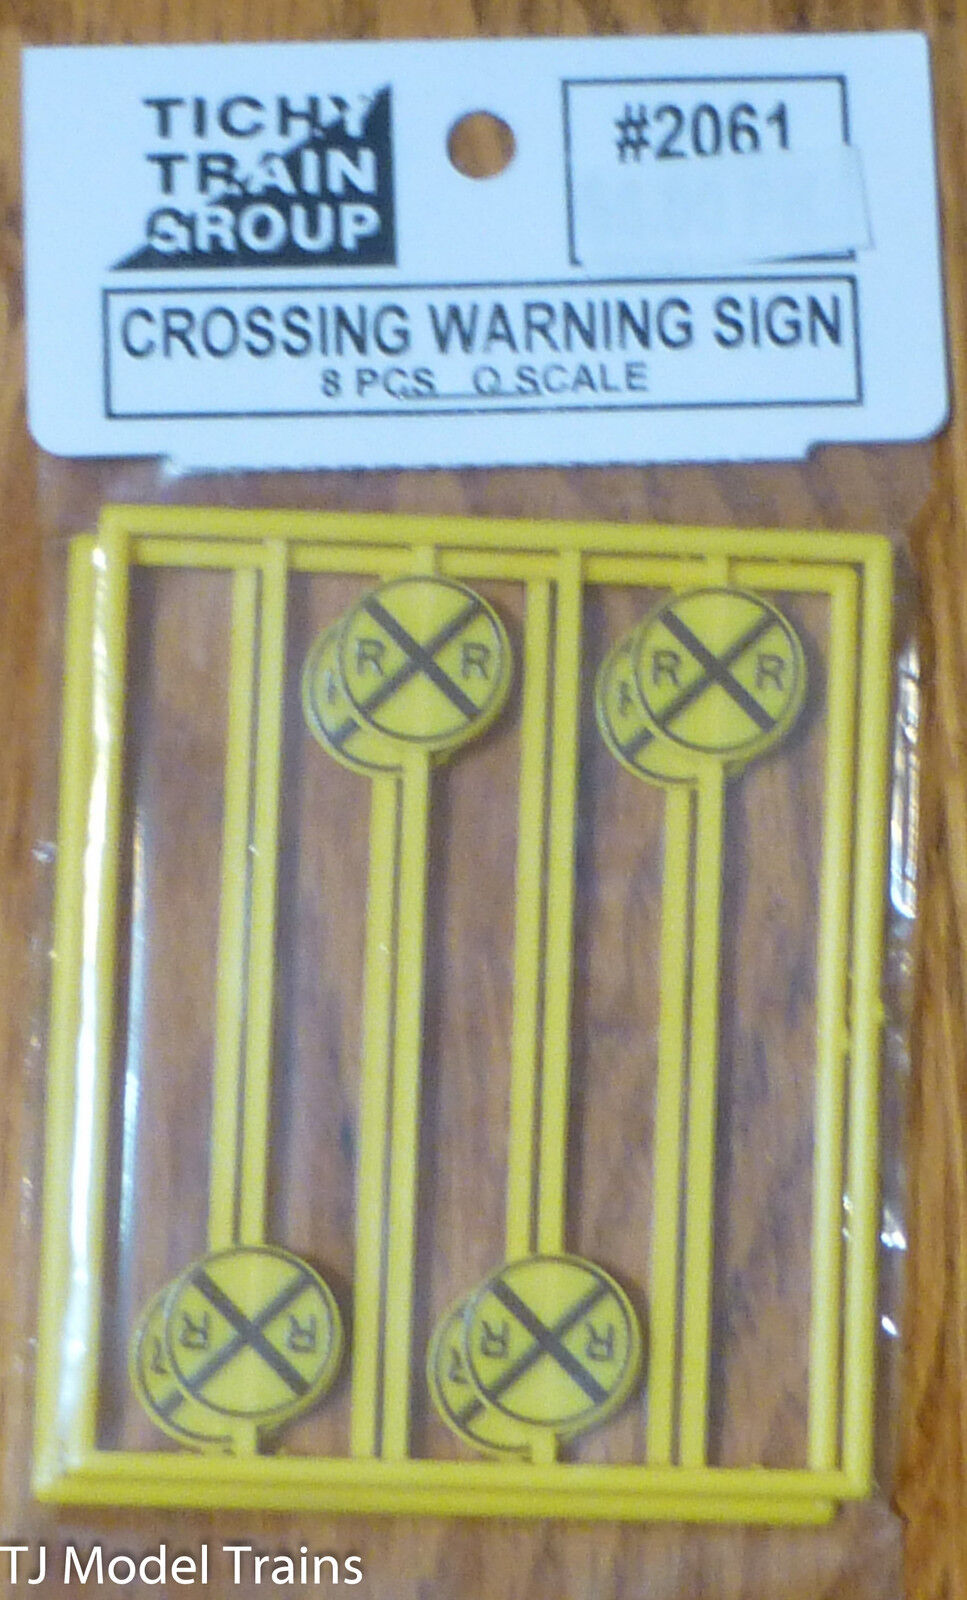 TICHY
TRAIN
GROUP
#2061
CROSSING WARNING SIGN
8 PCS O SCALE
R R
R R
R
R R
R R
TJ Model Trains